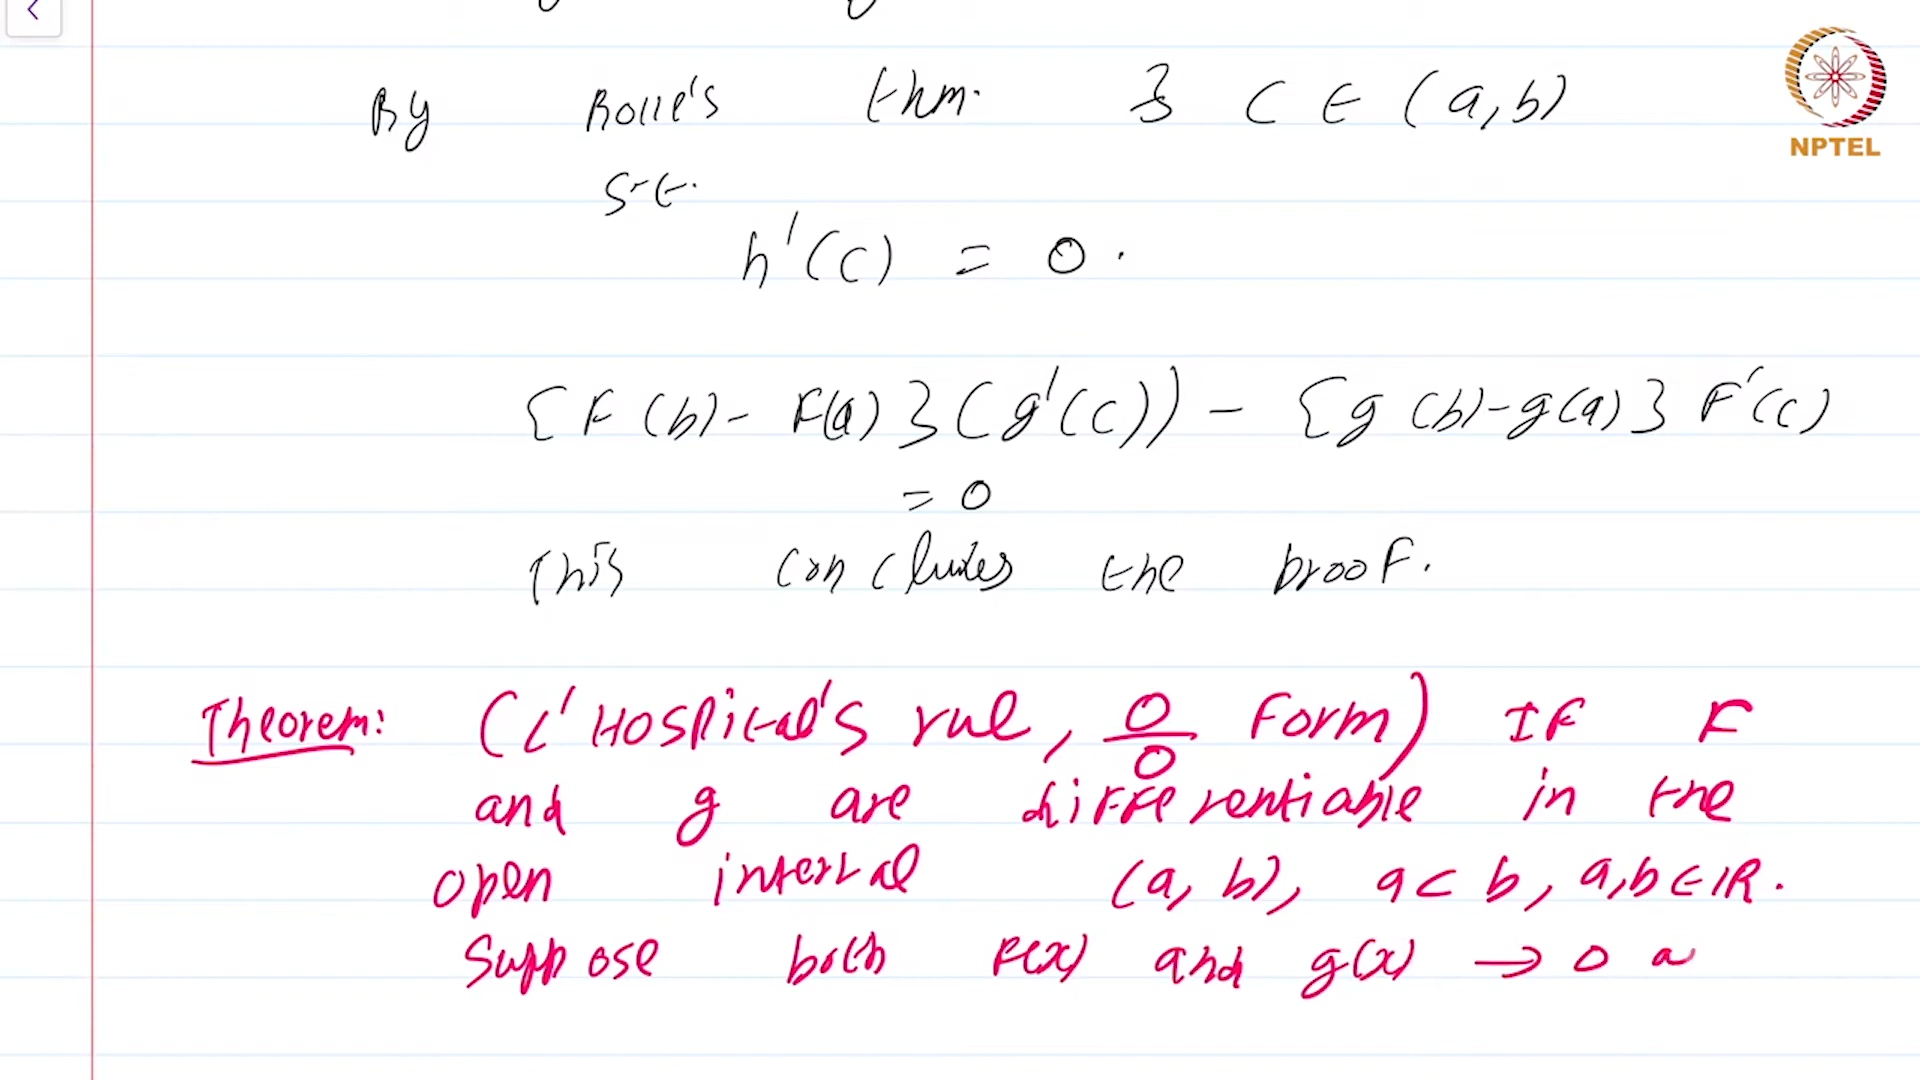 By Rolle's thm. ∃ C ∈ (a, b)
NPTEL
s.t.
h'(c) = 0.
{F(b) - F(a)}(g'(c)) - {g(b) - g(a)} F'(c)
= 0
This concludes the proof.
Theorem: (L'Hospital's rule, 0/0 form) If F
and g are differentiable in the
open interval (a, b), a < b, a, b ∈ ℝ.
Suppose both F(x) and g(x) → 0 a